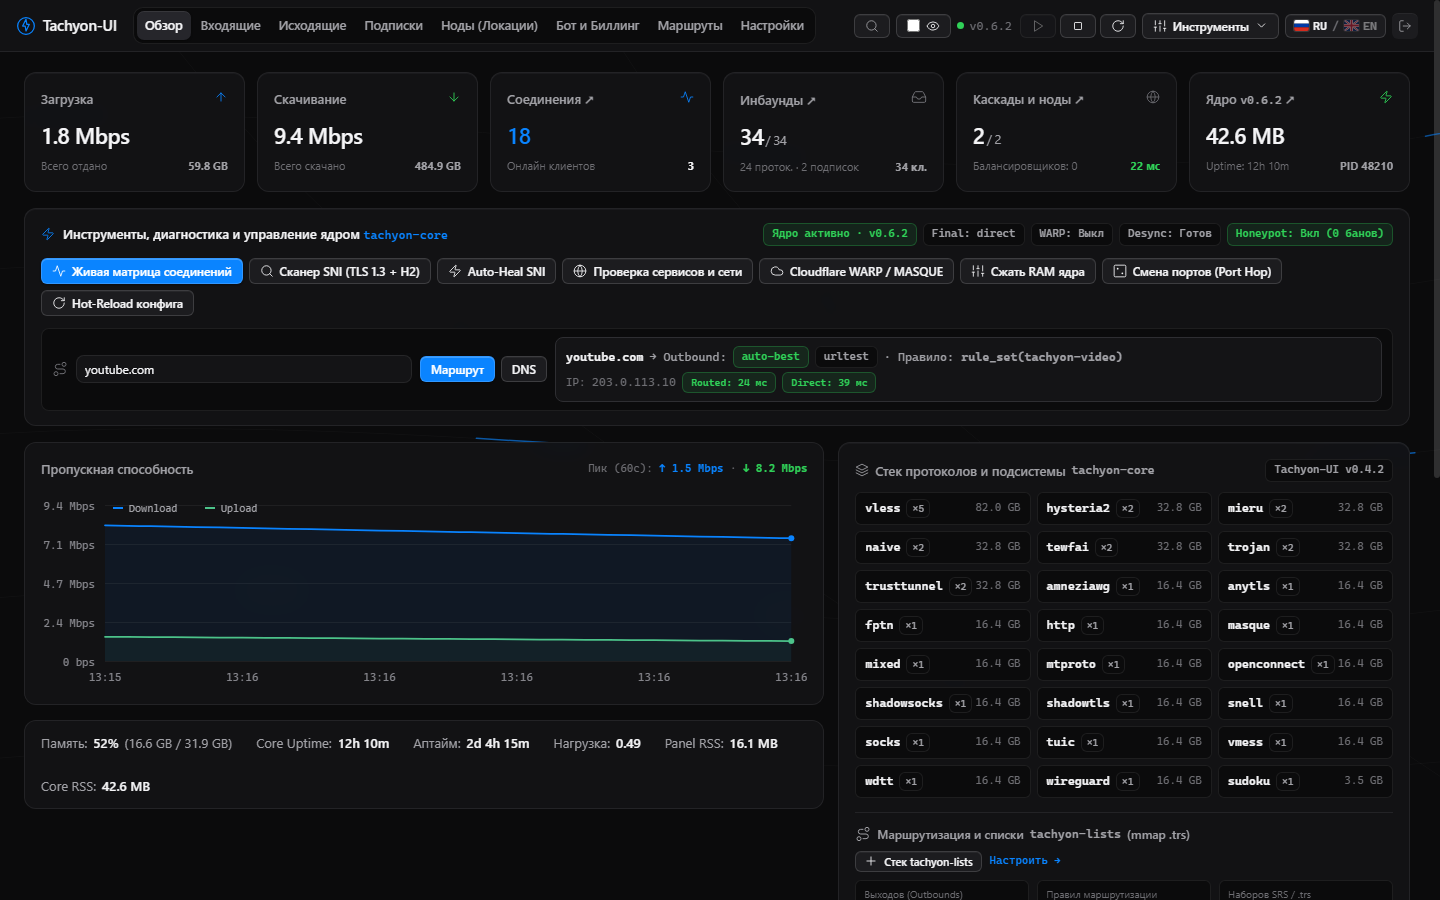 Tachyon-UI
Обзор
Входящие
Исходящие
Подписки
Ноды (Локации)
Бот и Биллинг
Маршруты
Настройки
v0.6.2
Инструменты
RU / EN
Загрузка
1.8 Mbps
Всего отдано 59.8 GB
Скачивание
9.4 Mbps
Всего скачано 484.9 GB
Соединения ↗
18
Онлайн клиентов 3
Инбаунды ↗
34 / 34
24 проток. · 2 подписок 34 кл.
Каскады и ноды ↗
2 / 2
Балансировщиков: 0 22 мс
Ядро v0.6.2 ↗
42.6 MB
Uptime: 12h 10m PID 48210
Инструменты, диагностика и управление ядром tachyon-core
Ядро активно · v0.6.2
Final: direct
WARP: Выкл
Desync: Готов
Honeypot: Вкл (0 банов)
Живая матрица соединений
Сканер SNI (TLS 1.3 + H2)
Auto-Heal SNI
Проверка сервисов и сети
Cloudflare WARP / MASQUE
Сжать RAM ядра
Смена портов (Port Hop)
Hot-Reload конфига
youtube.com
Маршрут
DNS
youtube.com → Outbound: auto-best urltest · Правило: rule_set(tachyon-video)
IP: 203.0.113.10 Routed: 24 мс Direct: 39 мс
Пропускная способность
Пик (60с): ↑ 1.5 Mbps · ↓ 8.2 Mbps
Download Upload
9.4 Mbps
7.1 Mbps
4.7 Mbps
2.4 Mbps
0 bps
13:15 13:16 13:16 13:16 13:16 13:16
Память: 52% (16.6 GB / 31.9 GB)
Core Uptime: 12h 10m
Аптайм: 2d 4h 15m
Нагрузка: 0.49
Panel RSS: 16.1 MB
Core RSS: 42.6 MB
Стек протоколов и подсистемы tachyon-core
Tachyon-UI v0.4.2
vless ×5 82.0 GB
hysteria2 ×2 32.8 GB
mieru ×2 32.8 GB
naive ×2 32.8 GB
tewfai ×2 32.8 GB
trojan ×2 32.8 GB
trusttunnel ×2 32.8 GB
amneziawg ×1 16.4 GB
anytls ×1 16.4 GB
fptn ×1 16.4 GB
http ×1 16.4 GB
masque ×1 16.4 GB
mixed ×1 16.4 GB
mtproto ×1 16.4 GB
openconnect ×1 16.4 GB
shadowsocks ×1 16.4 GB
shadowtls ×1 16.4 GB
snell ×1 16.4 GB
socks ×1 16.4 GB
tuic ×1 16.4 GB
vmess ×1 16.4 GB
wdtt ×1 16.4 GB
wireguard ×1 16.4 GB
sudoku ×1 3.5 GB
Маршрутизация и списки tachyon-lists (mmap .trs)
Стек tachyon-lists
Настроить →
Выходов (Outbounds)
Правил маршрутизации
Наборов SRS / .trs